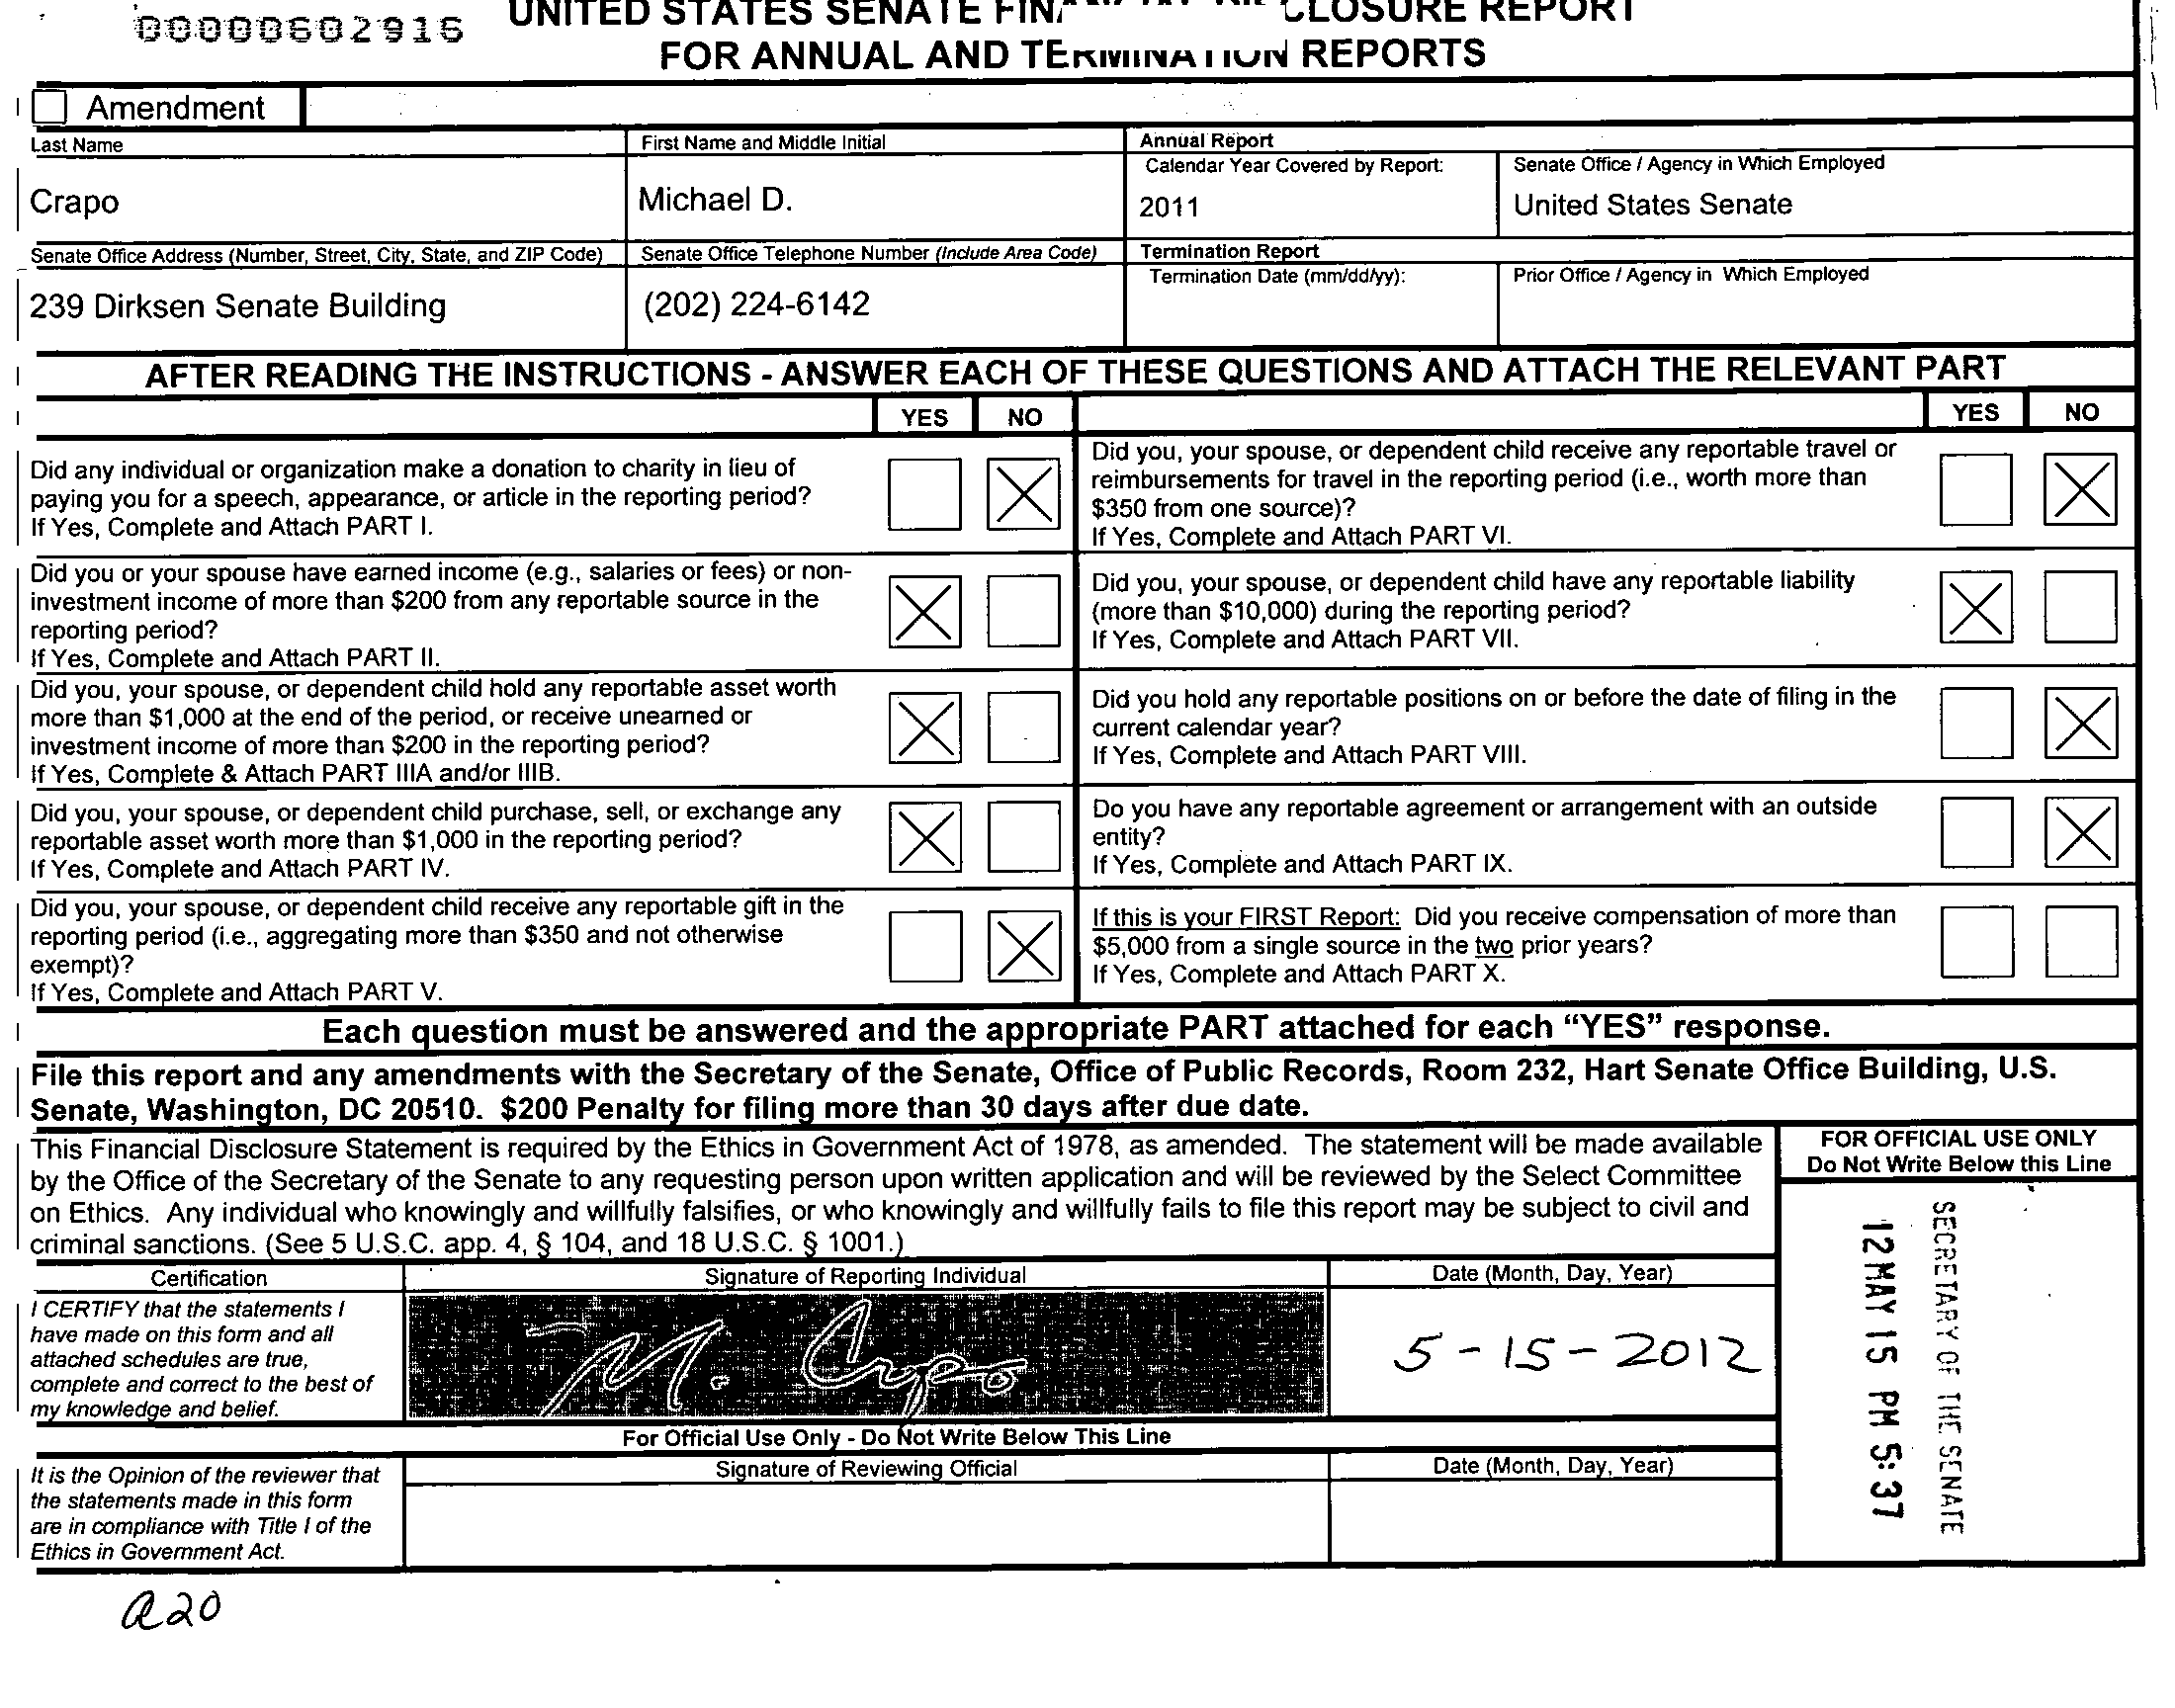 00000602916
UNITED STATES SENATE CLOSURE REPORT
FOR ANNUAL AND TERMINATION REPORTS
Amendment
Last Name
First Name and Middle Initial
Annual Report
Calendar Year Covered by Report:
Senate Office / Agency in Which Employed
Crapo
Michael D.
2011
United States Senate
Senate Office Address (Number, Street, City, State, and ZIP Code)
Senate Office Telephone Number (Include Area Code)
Termination Report
Termination Date (mm/dd/yy):
Prior Office / Agency in Which Employed
239 Dirksen Senate Building
(202) 224-6142
AFTER READING THE INSTRUCTIONS - ANSWER EACH OF THESE QUESTIONS AND ATTACH THE RELEVANT PART
YES NO
YES NO
Did any individual or organization make a donation to charity in lieu of
paying you for a speech, appearance, or article in the reporting period?
If Yes, Complete and Attach PART I.
Did you, your spouse, or dependent child receive any reportable travel or
reimbursements for travel in the reporting period (i.e., worth more than
$350 from one source)?
If Yes, Complete and Attach PART VI.
Did you or your spouse have earned income (e.g., salaries or fees) or non-
investment income of more than $200 from any reportable source in the
reporting period?
If Yes, Complete and Attach PART II.
Did you, your spouse, or dependent child have any reportable liability
(more than $10,000) during the reporting period?
If Yes, Complete and Attach PART VII.
Did you, your spouse, or dependent child hold any reportable asset worth
more than $1,000 at the end of the period, or receive unearned or
investment income of more than $200 in the reporting period?
If Yes, Complete & Attach PART IIIA and/or IIIB.
Did you hold any reportable positions on or before the date of filing in the
current calendar year?
If Yes, Complete and Attach PART VIII.
Did you, your spouse, or dependent child purchase, sell, or exchange any
reportable asset worth more than $1,000 in the reporting period?
If Yes, Complete and Attach PART IV.
Do you have any reportable agreement or arrangement with an outside
entity?
If Yes, Complete and Attach PART IX.
Did you, your spouse, or dependent child receive any reportable gift in the
reporting period (i.e., aggregating more than $350 and not otherwise
exempt)?
If Yes, Complete and Attach PART V.
If this is your FIRST Report: Did you receive compensation of more than
$5,000 from a single source in the two prior years?
If Yes, Complete and Attach PART X.
Each question must be answered and the appropriate PART attached for each “YES” response.
File this report and any amendments with the Secretary of the Senate, Office of Public Records, Room 232, Hart Senate Office Building, U.S.
Senate, Washington, DC 20510. $200 Penalty for filing more than 30 days after due date.
This Financial Disclosure Statement is required by the Ethics in Government Act of 1978, as amended. The statement will be made available
by the Office of the Secretary of the Senate to any requesting person upon written application and will be reviewed by the Select Committee
on Ethics. Any individual who knowingly and willfully falsifies, or who knowingly and willfully fails to file this report may be subject to civil and
criminal sanctions. (See 5 U.S.C. app. 4, § 104, and 18 U.S.C. § 1001.)
FOR OFFICIAL USE ONLY
Do Not Write Below this Line
SECRETARY OF THE SENATE
12 MAY 15 PM 5:37
Certification
Signature of Reporting Individual
Date (Month, Day, Year)
I CERTIFY that the statements I
have made on this form and all
attached schedules are true,
complete and correct to the best of
my knowledge and belief.
M. Crapo
5-15-2012
For Official Use Only - Do Not Write Below This Line
It is the Opinion of the reviewer that
the statements made in this form
are in compliance with Title I of the
Ethics in Government Act.
Signature of Reviewing Official
Date (Month, Day, Year)
a20